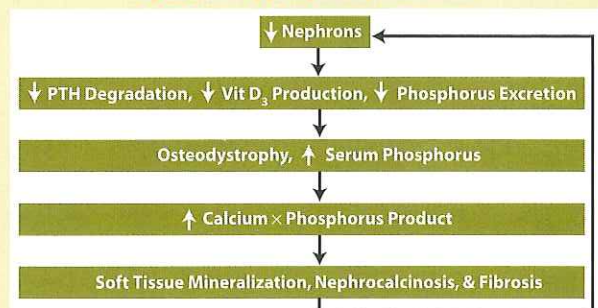 ↓ Nephrons
↓ PTH Degradation, ↓ Vit D₃ Production, ↓ Phosphorus Excretion
Osteodystrophy, ↑ Serum Phosphorus
↑ Calcium × Phosphorus Product
Soft Tissue Mineralization, Nephrocalcinosis, & Fibrosis